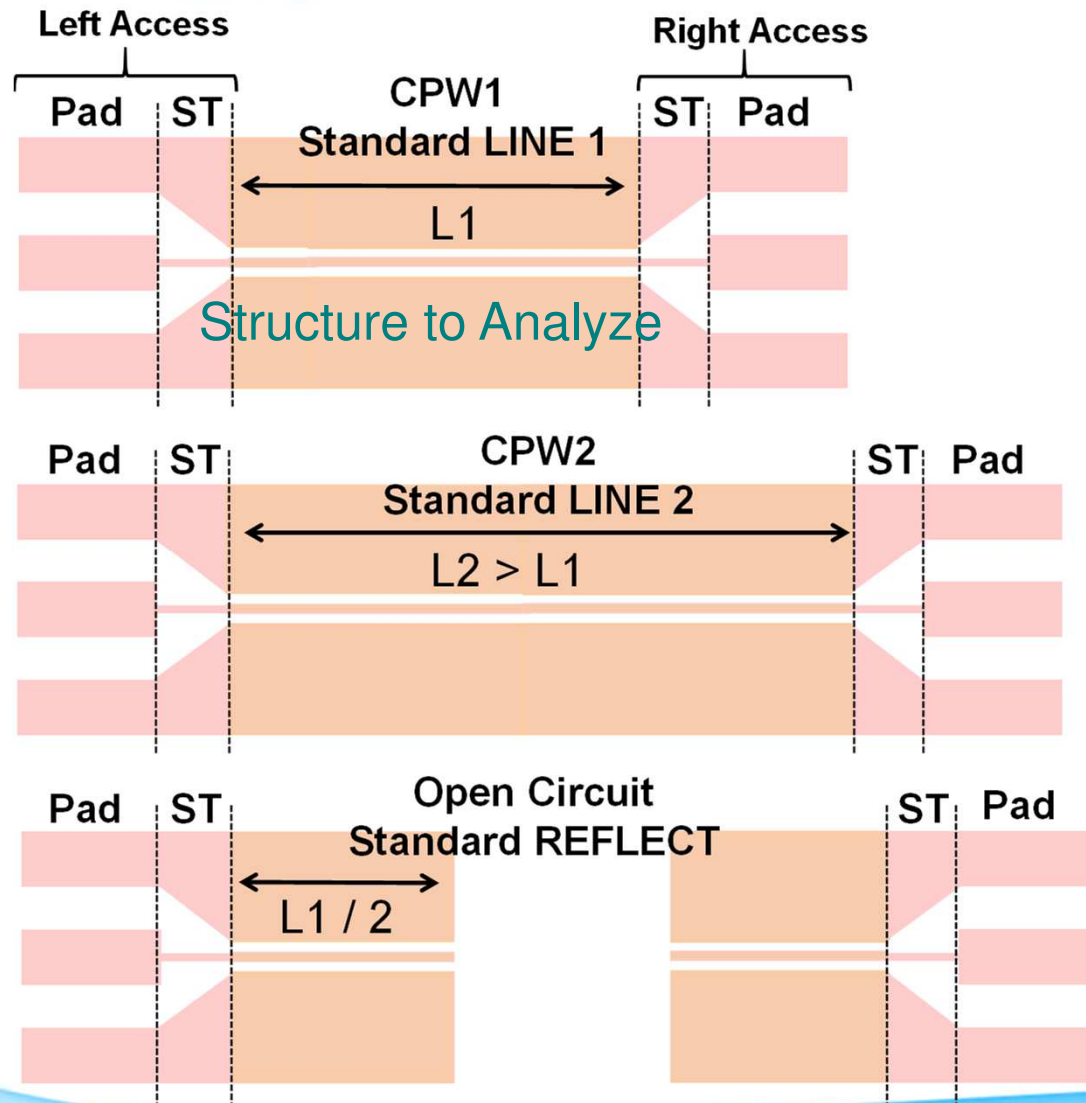 Left Access
Right Access
Pad ST CPW1 ST Pad
Standard LINE 1
L1
Structure to Analyze
Pad ST CPW2 ST Pad
Standard LINE 2
L2 > L1
Pad ST Open Circuit ST Pad
Standard REFLECT
L1 / 2